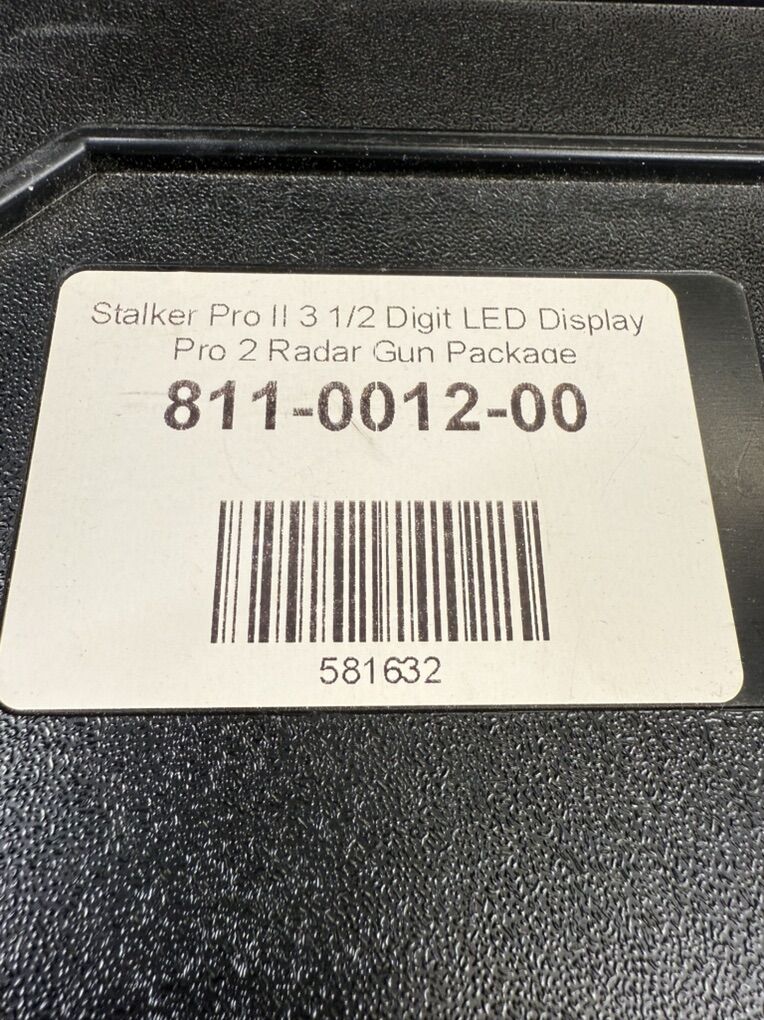 Stalker Pro II 3 1/2 Digit LED Display
Pro 2 Radar Gun Package
811-0012-00
581632